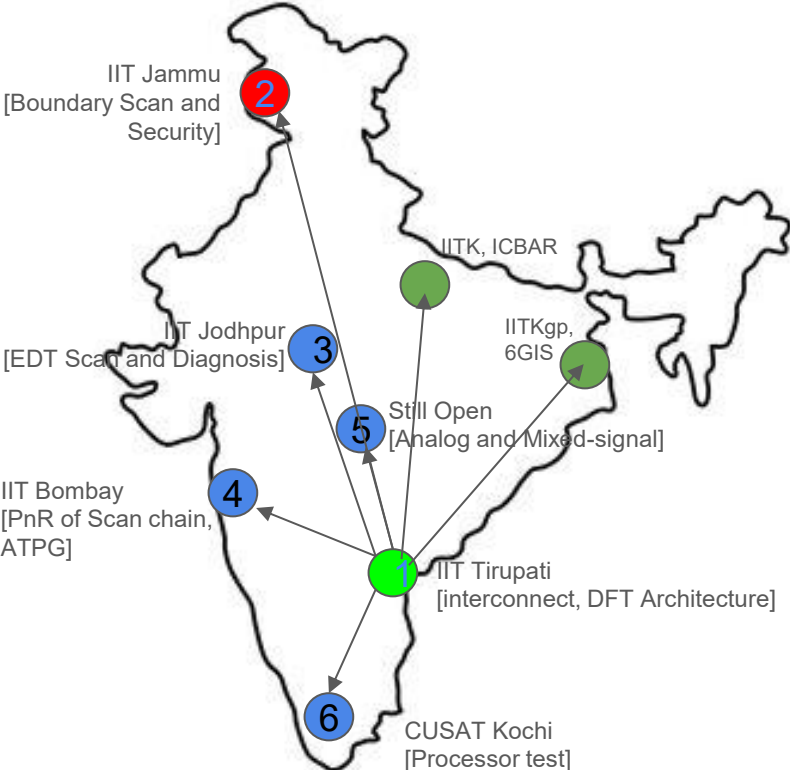 IIT Jammu
[Boundary Scan and
Security]
2
IITK, ICBAR
IIT Jodhpur
[EDT Scan and Diagnosis]
3
IITKgp,
6GIS
5
Still Open
[Analog and Mixed-signal]
IIT Bombay
[PnR of Scan chain,
ATPG]
4
1
IIT Tirupati
[interconnect, DFT Architecture]
6
CUSAT Kochi
[Processor test]